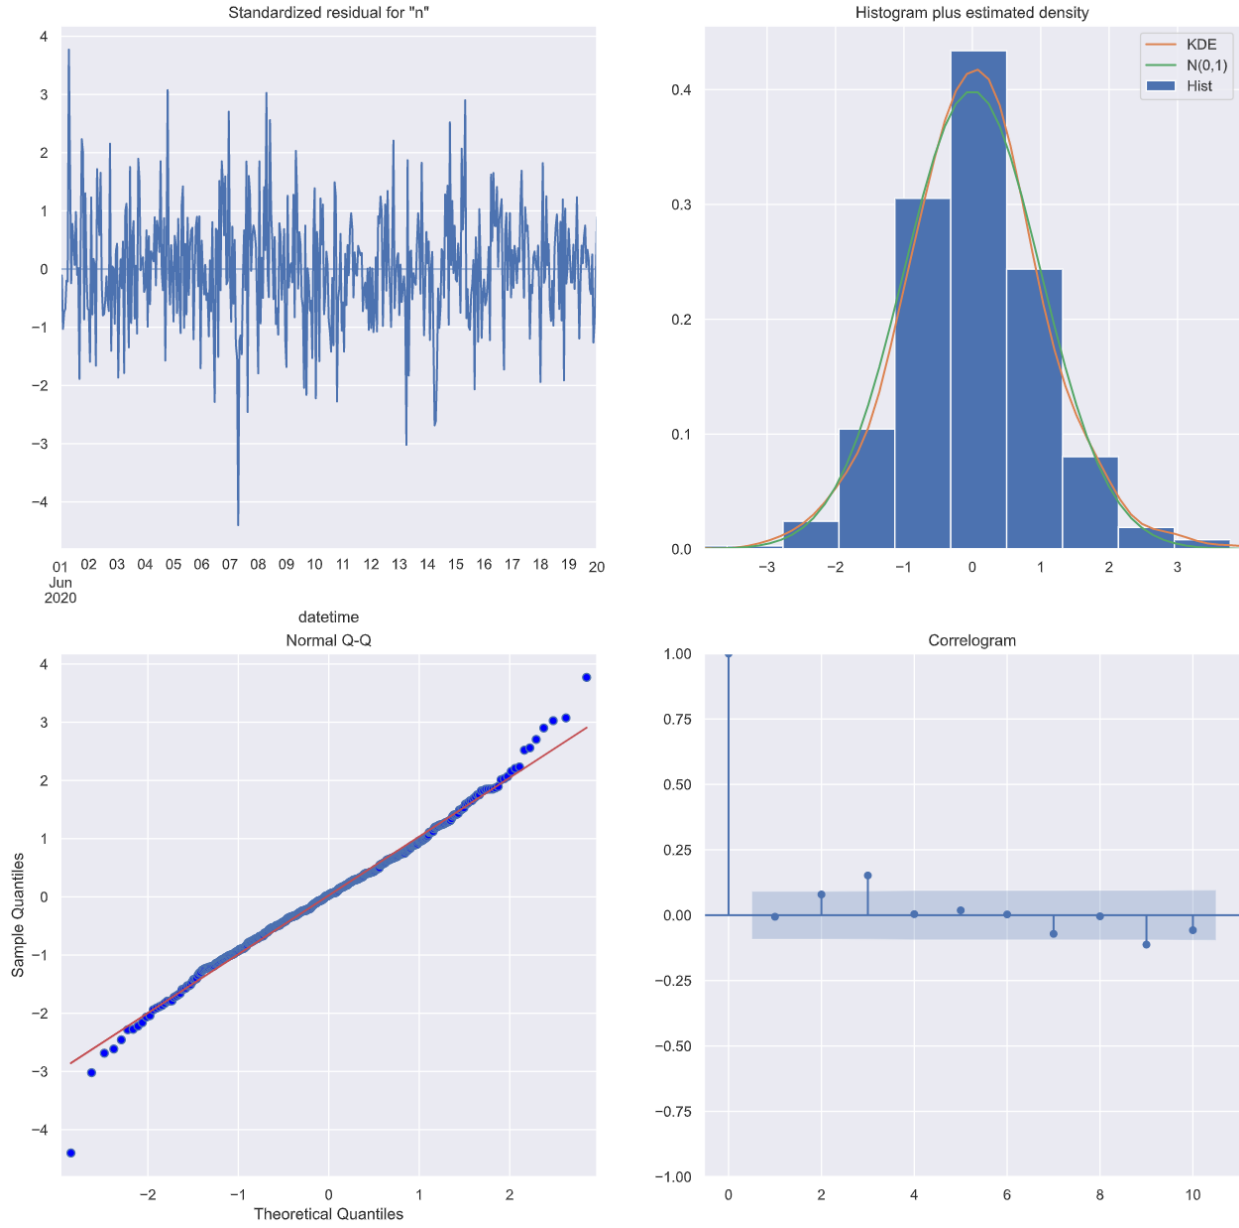 Standardized residual for "n"
4
3
2
1
0
−1
−2
−3
−4
01 02 03 04 05 06 07 08 09 10 11 12 13 14 15 16 17 18 19 20
Jun
2020
datetime
Histogram plus estimated density
KDE
N(0,1)
Hist
0.4
0.3
0.2
0.1
0.0
−3 −2 −1 0 1 2 3
Normal Q-Q
4
3
2
1
0
−1
−2
−3
−4
Sample Quantiles
−2 −1 0 1 2
Theoretical Quantiles
Correlogram
1.00
0.75
0.50
0.25
0.00
−0.25
−0.50
−0.75
−1.00
0 2 4 6 8 10